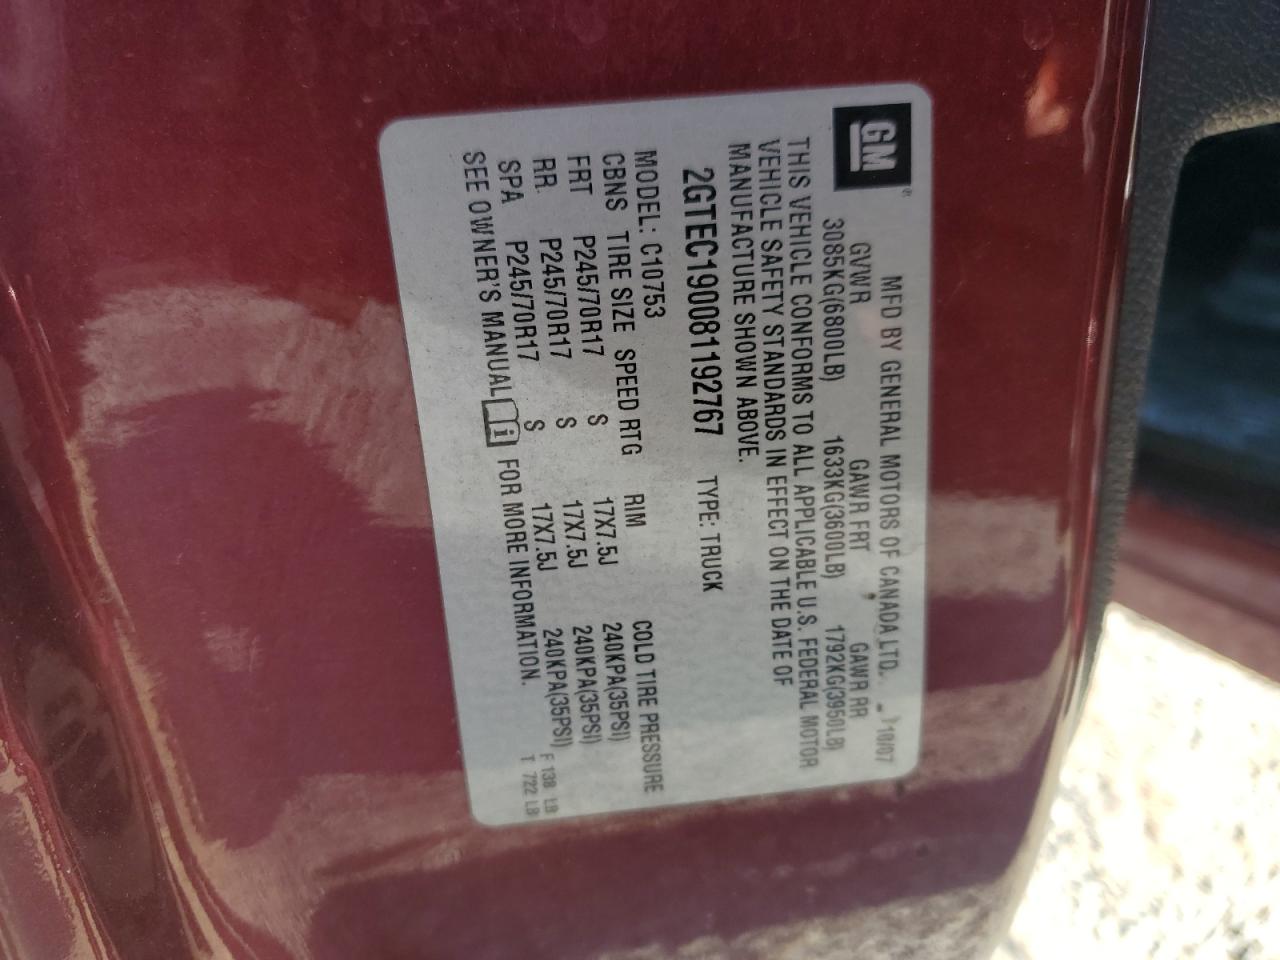 GM®
MFD BY GENERAL MOTORS OF CANADA LTD. 10/07
GVWR GAWR FRT GAWR RR
3085KG(6800LB) 1633KG(3600LB) 1792KG(3950LB)
THIS VEHICLE CONFORMS TO ALL APPLICABLE U.S. FEDERAL MOTOR
VEHICLE SAFETY STANDARDS IN EFFECT ON THE DATE OF
MANUFACTURE SHOWN ABOVE.
2GTEC190081192767 TYPE: TRUCK
MODEL: C10753
CBNS TIRE SIZE SPEED RTG RIM COLD TIRE PRESSURE
FRT P245/70R17 S 17X7.5J 240KPA(35PSI)
RR P245/70R17 S 17X7.5J 240KPA(35PSI)
SPA P245/70R17 S 17X7.5J 240KPA(35PSI)
SEE OWNER'S MANUAL i FOR MORE INFORMATION.
F 138 LB
T 722 LB